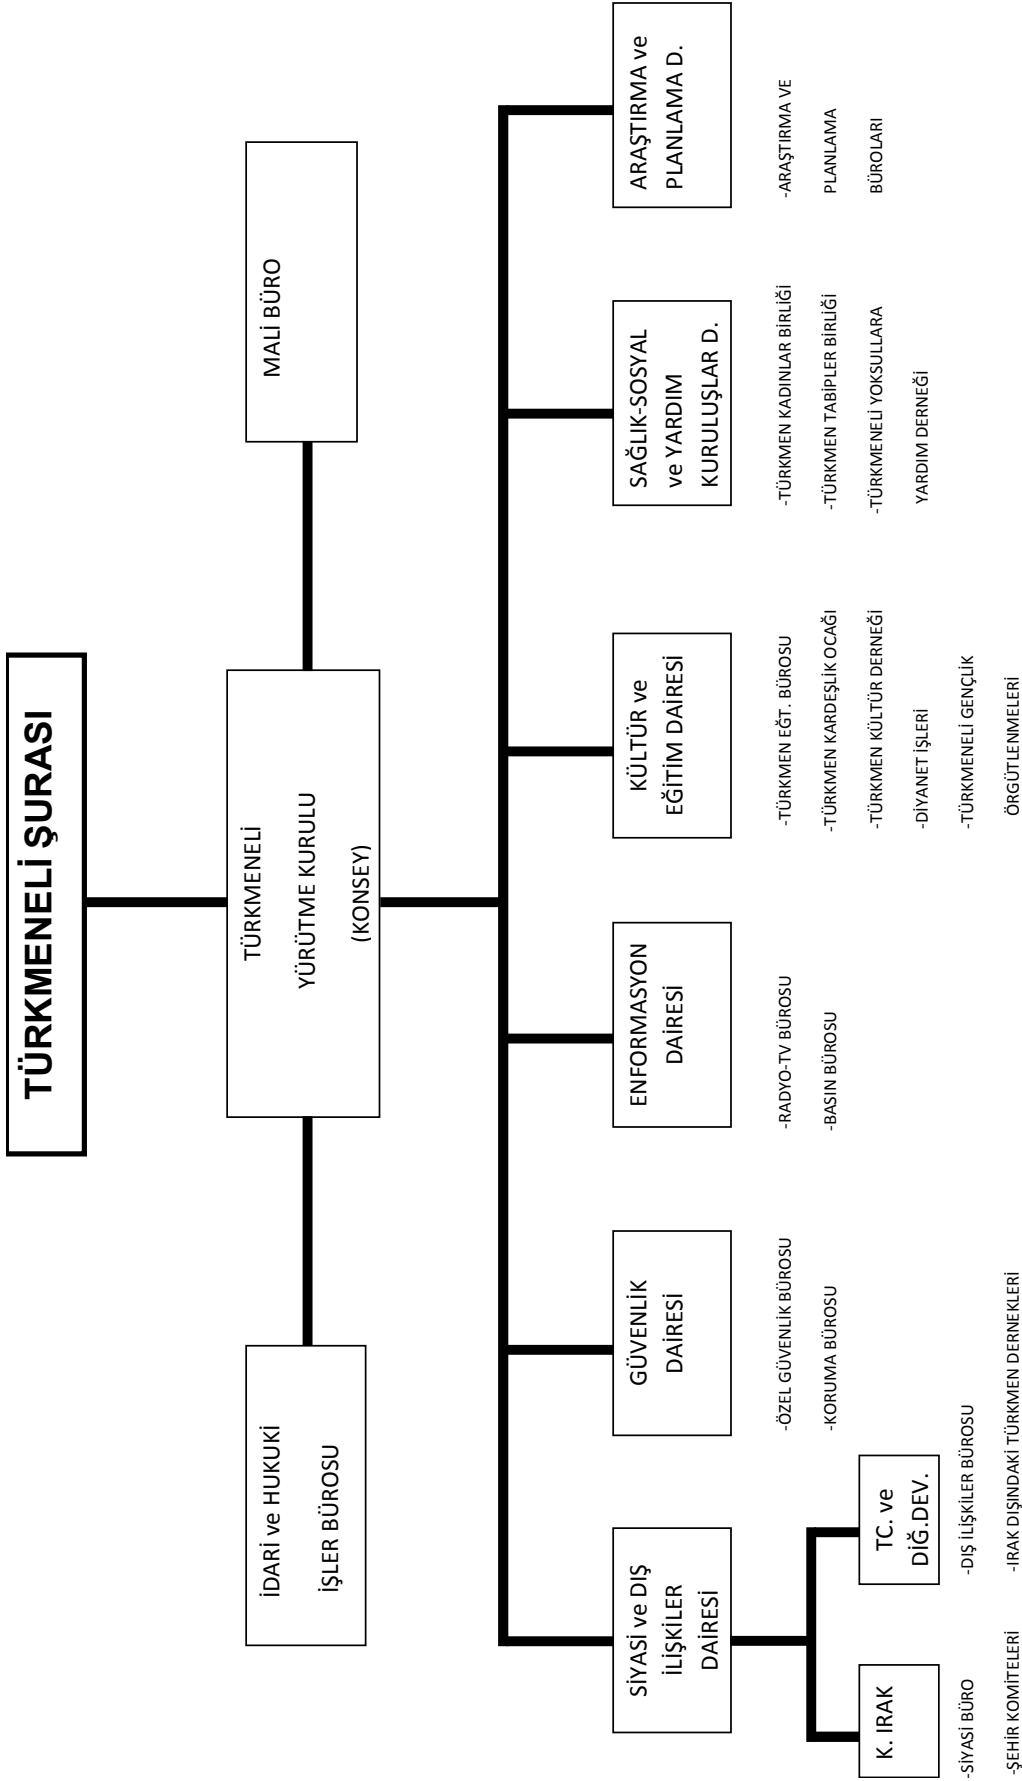 TÜRKMENELİ ŞURASI
İDARİ ve HUKUKİ
İŞLER BÜROSU
TÜRKMENELİ
YÜRÜTME KURULU
(KONSEY)
MALİ BÜRO
SİYASİ ve DIŞ
İLİŞKİLER
DAİRESİ
K. IRAK
-SİYASİ BÜRO
-ŞEHİR KOMİTELERİ
TC. ve
DİĞ.DEV.
-DIŞ İLİŞKİLER BÜROSU
-IRAK DIŞINDAKİ TÜRKMEN DERNEKLERİ
GÜVENLİK
DAİRESİ
-ÖZEL GÜVENLİK BÜROSU
-KORUMA BÜROSU
ENFORMASYON
DAİRESİ
-RADYO-TV BÜROSU
-BASIN BÜROSU
KÜLTÜR ve
EĞİTİM DAİRESİ
-TÜRKMEN EĞT. BÜROSU
-TÜRKMEN KARDEŞLİK OCAĞI
-TÜRKMEN KÜLTÜR DERNEĞİ
-DİYANET İŞLERİ
-TÜRKMENELİ GENÇLIK
ÖRGÜTLENMELERİ
SAĞLIK-SOSYAL
ve YARDIM
KURULUŞLAR D.
-TÜRKMEN KADINLAR BİRLİĞİ
-TÜRKMEN TABİPLER BİRLİĞİ
-TÜRKMENELİ YOKSULLARA
YARDIM DERNEĞİ
ARAŞTIRMA ve
PLANLAMA D.
-ARAŞTIRMA VE
PLANLAMA
BÜROLARI